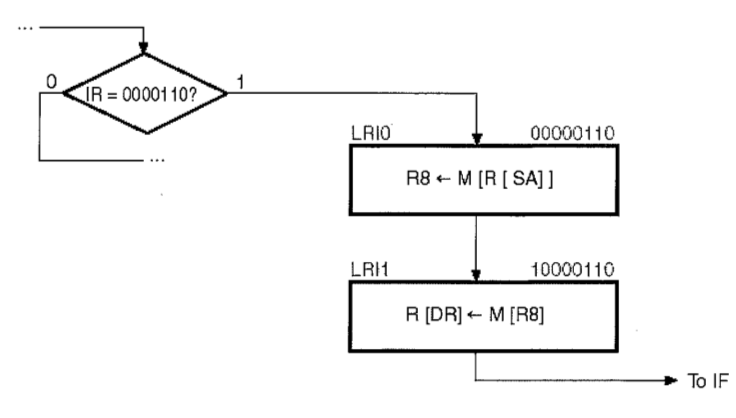 ...
0
IR = 0000110?
1
...
LRI0 00000110
R8 ← M [R [ SA] ]
LRI1 10000110
R [DR] ← M [R8]
To IF